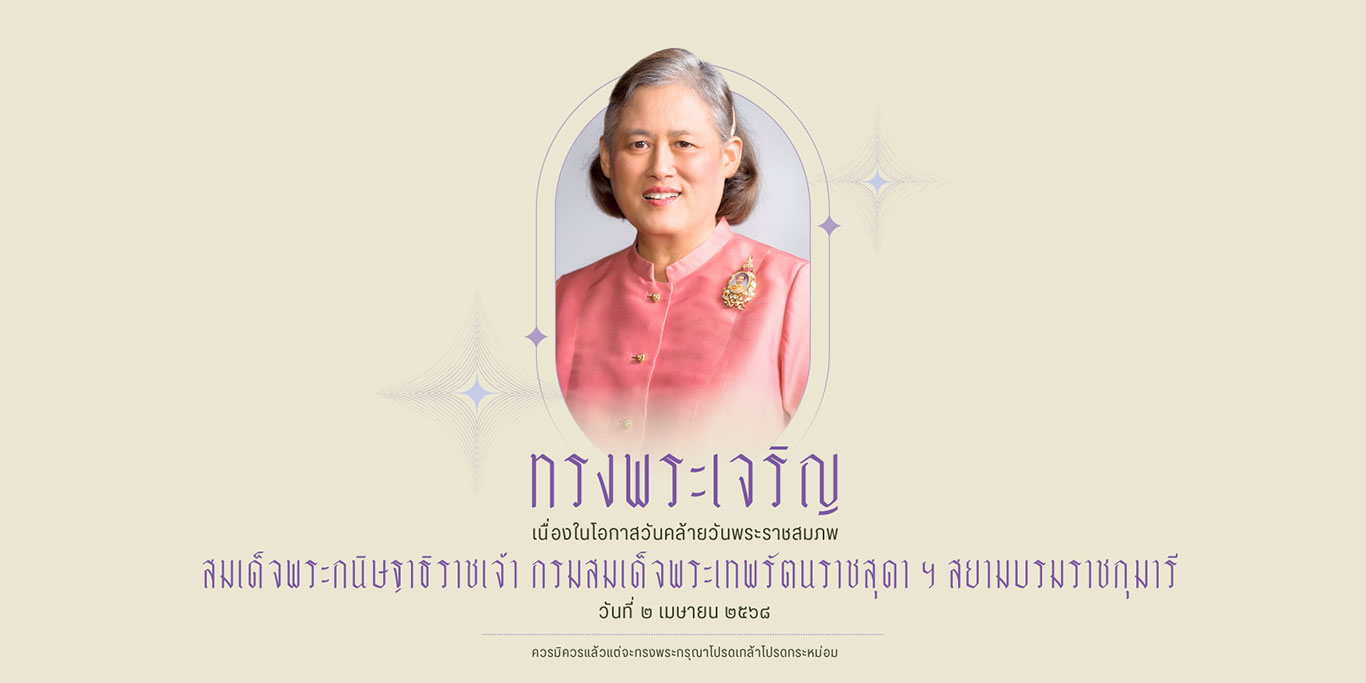 ทรงพระเจริญ
เนื่องในโอกาสวันคล้ายวันพระราชสมภพ
สมเด็จพระกนิษฐาธิราชเจ้า กรมสมเด็จพระเทพรัตนราชสุดา ฯ สยามบรมราชกุมารี
วันที่ ๒ เมษายน ๒๕๖๘
ควรมิควรแล้วแต่จะทรงพระกรุณาโปรดเกล้าโปรดกระหม่อม